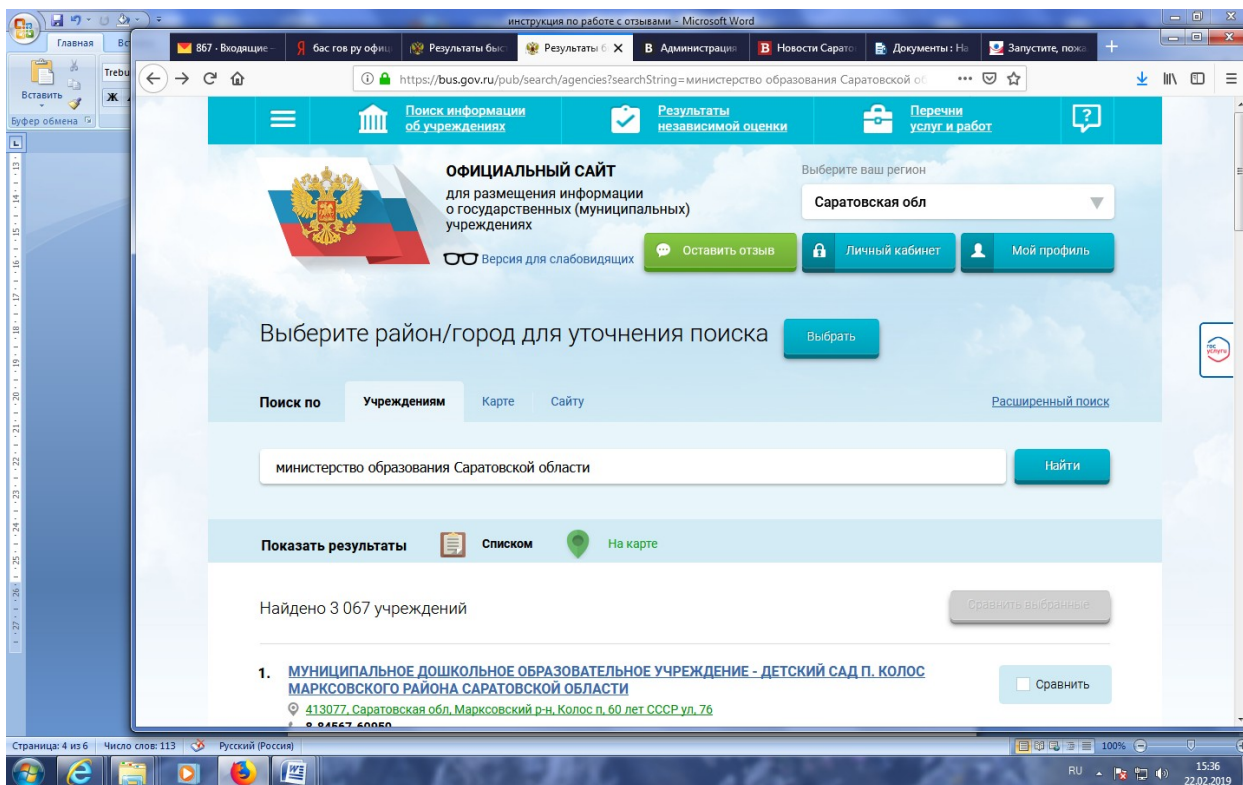 инструкция по работе с отзывами - Microsoft Word
Главная
Вставить
Trebu
Ж
Буфер обмена
867 · Входящие –
бас гов ру офиц
Результаты быс
Результаты б
Администрация
Новости Сарато
Документы : На
Запустите, пожа
https://bus.gov.ru/pub/search/agencies?searchString=министерство образования Саратовской об
Поиск информации
об учреждениях
Результаты
независимой оценки
Перечни
услуг и работ
ОФИЦИАЛЬНЫЙ САЙТ
для размещения информации
о государственных (муниципальных)
учреждениях
Версия для слабовидящих
Выберите ваш регион
Саратовская обл
Оставить отзыв
Личный кабинет
Мой профиль
Выберите район/город для уточнения поиска
Выбрать
гос
услуги
Поиск по
Учреждениям
Карте
Сайту
Расширенный поиск
министерство образования Саратовской области
Найти
Показать результаты
Списком
На карте
Найдено 3 067 учреждений
Сравнить выбранные
1. МУНИЦИПАЛЬНОЕ ДОШКОЛЬНОЕ ОБРАЗОВАТЕЛЬНОЕ УЧРЕЖДЕНИЕ - ДЕТСКИЙ САД П. КОЛОС
МАРКСОВСКОГО РАЙОНА САРАТОВСКОЙ ОБЛАСТИ
Сравнить
413077, Саратовская обл, Марксовский р-н, Колос п, 60 лет СССР ул, 76
Страница: 4 из 6
Число слов: 113
Русский (Россия)
100%
RU
15:36
22.02.2019